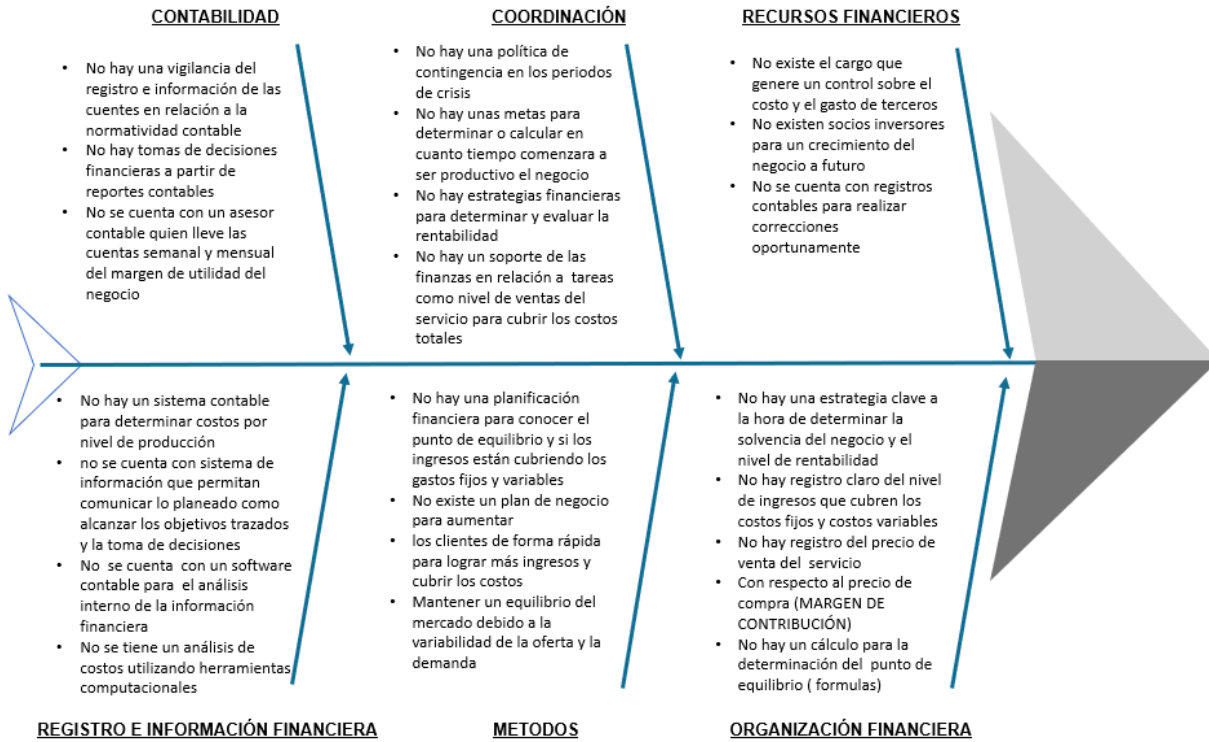 CONTABILIDAD
• No hay una vigilancia del
registro e información de las
cuentes en relación a la
normatividad contable
• No hay tomas de decisiones
financieras a partir de
reportes contables
• No se cuenta con un asesor
contable quien lleve las
cuentas semanal y mensual
del margen de utilidad del
negocio
COORDINACIÓN
• No hay una política de
contingencia en los periodos
de crisis
• No hay unas metas para
determinar o calcular en
cuanto tiempo comenzara a
ser productivo el negocio
• No hay estrategias financieras
para determinar y evaluar la
rentabilidad
• No hay un soporte de las
finanzas en relación a tareas
como nivel de ventas del
servicio para cubrir los costos
totales
RECURSOS FINANCIEROS
• No existe el cargo que
genere un control sobre el
costo y el gasto de terceros
• No existen socios inversores
para un crecimiento del
negocio a futuro
• No se cuenta con registros
contables para realizar
correcciones
oportunamente
• No hay un sistema contable
para determinar costos por
nivel de producción
• no se cuenta con sistema de
información que permitan
comunicar lo planeado como
alcanzar los objetivos trazados
y la toma de decisiones
• No se cuenta con un software
contable para el análisis
interno de la información
financiera
• No se tiene un análisis de
costos utilizando herramientas
computacionales
REGISTRO E INFORMACIÓN FINANCIERA
• No hay una planificación
financiera para conocer el
punto de equilibrio y si los
ingresos están cubriendo los
gastos fijos y variables
• No existe un plan de negocio
para aumentar
• los clientes de forma rápida
para lograr más ingresos y
cubrir los costos
• Mantener un equilibrio del
mercado debido a la
variabilidad de la oferta y la
demanda
METODOS
• No hay una estrategia clave a
la hora de determinar la
solvencia del negocio y el
nivel de rentabilidad
• No hay registro claro del nivel
de ingresos que cubren los
costos fijos y costos variables
• No hay registro del precio de
venta del servicio
• Con respecto al precio de
compra (MARGEN DE
CONTRIBUCIÓN)
• No hay un cálculo para la
determinación del punto de
equilibrio ( formulas)
ORGANIZACIÓN FINANCIERA